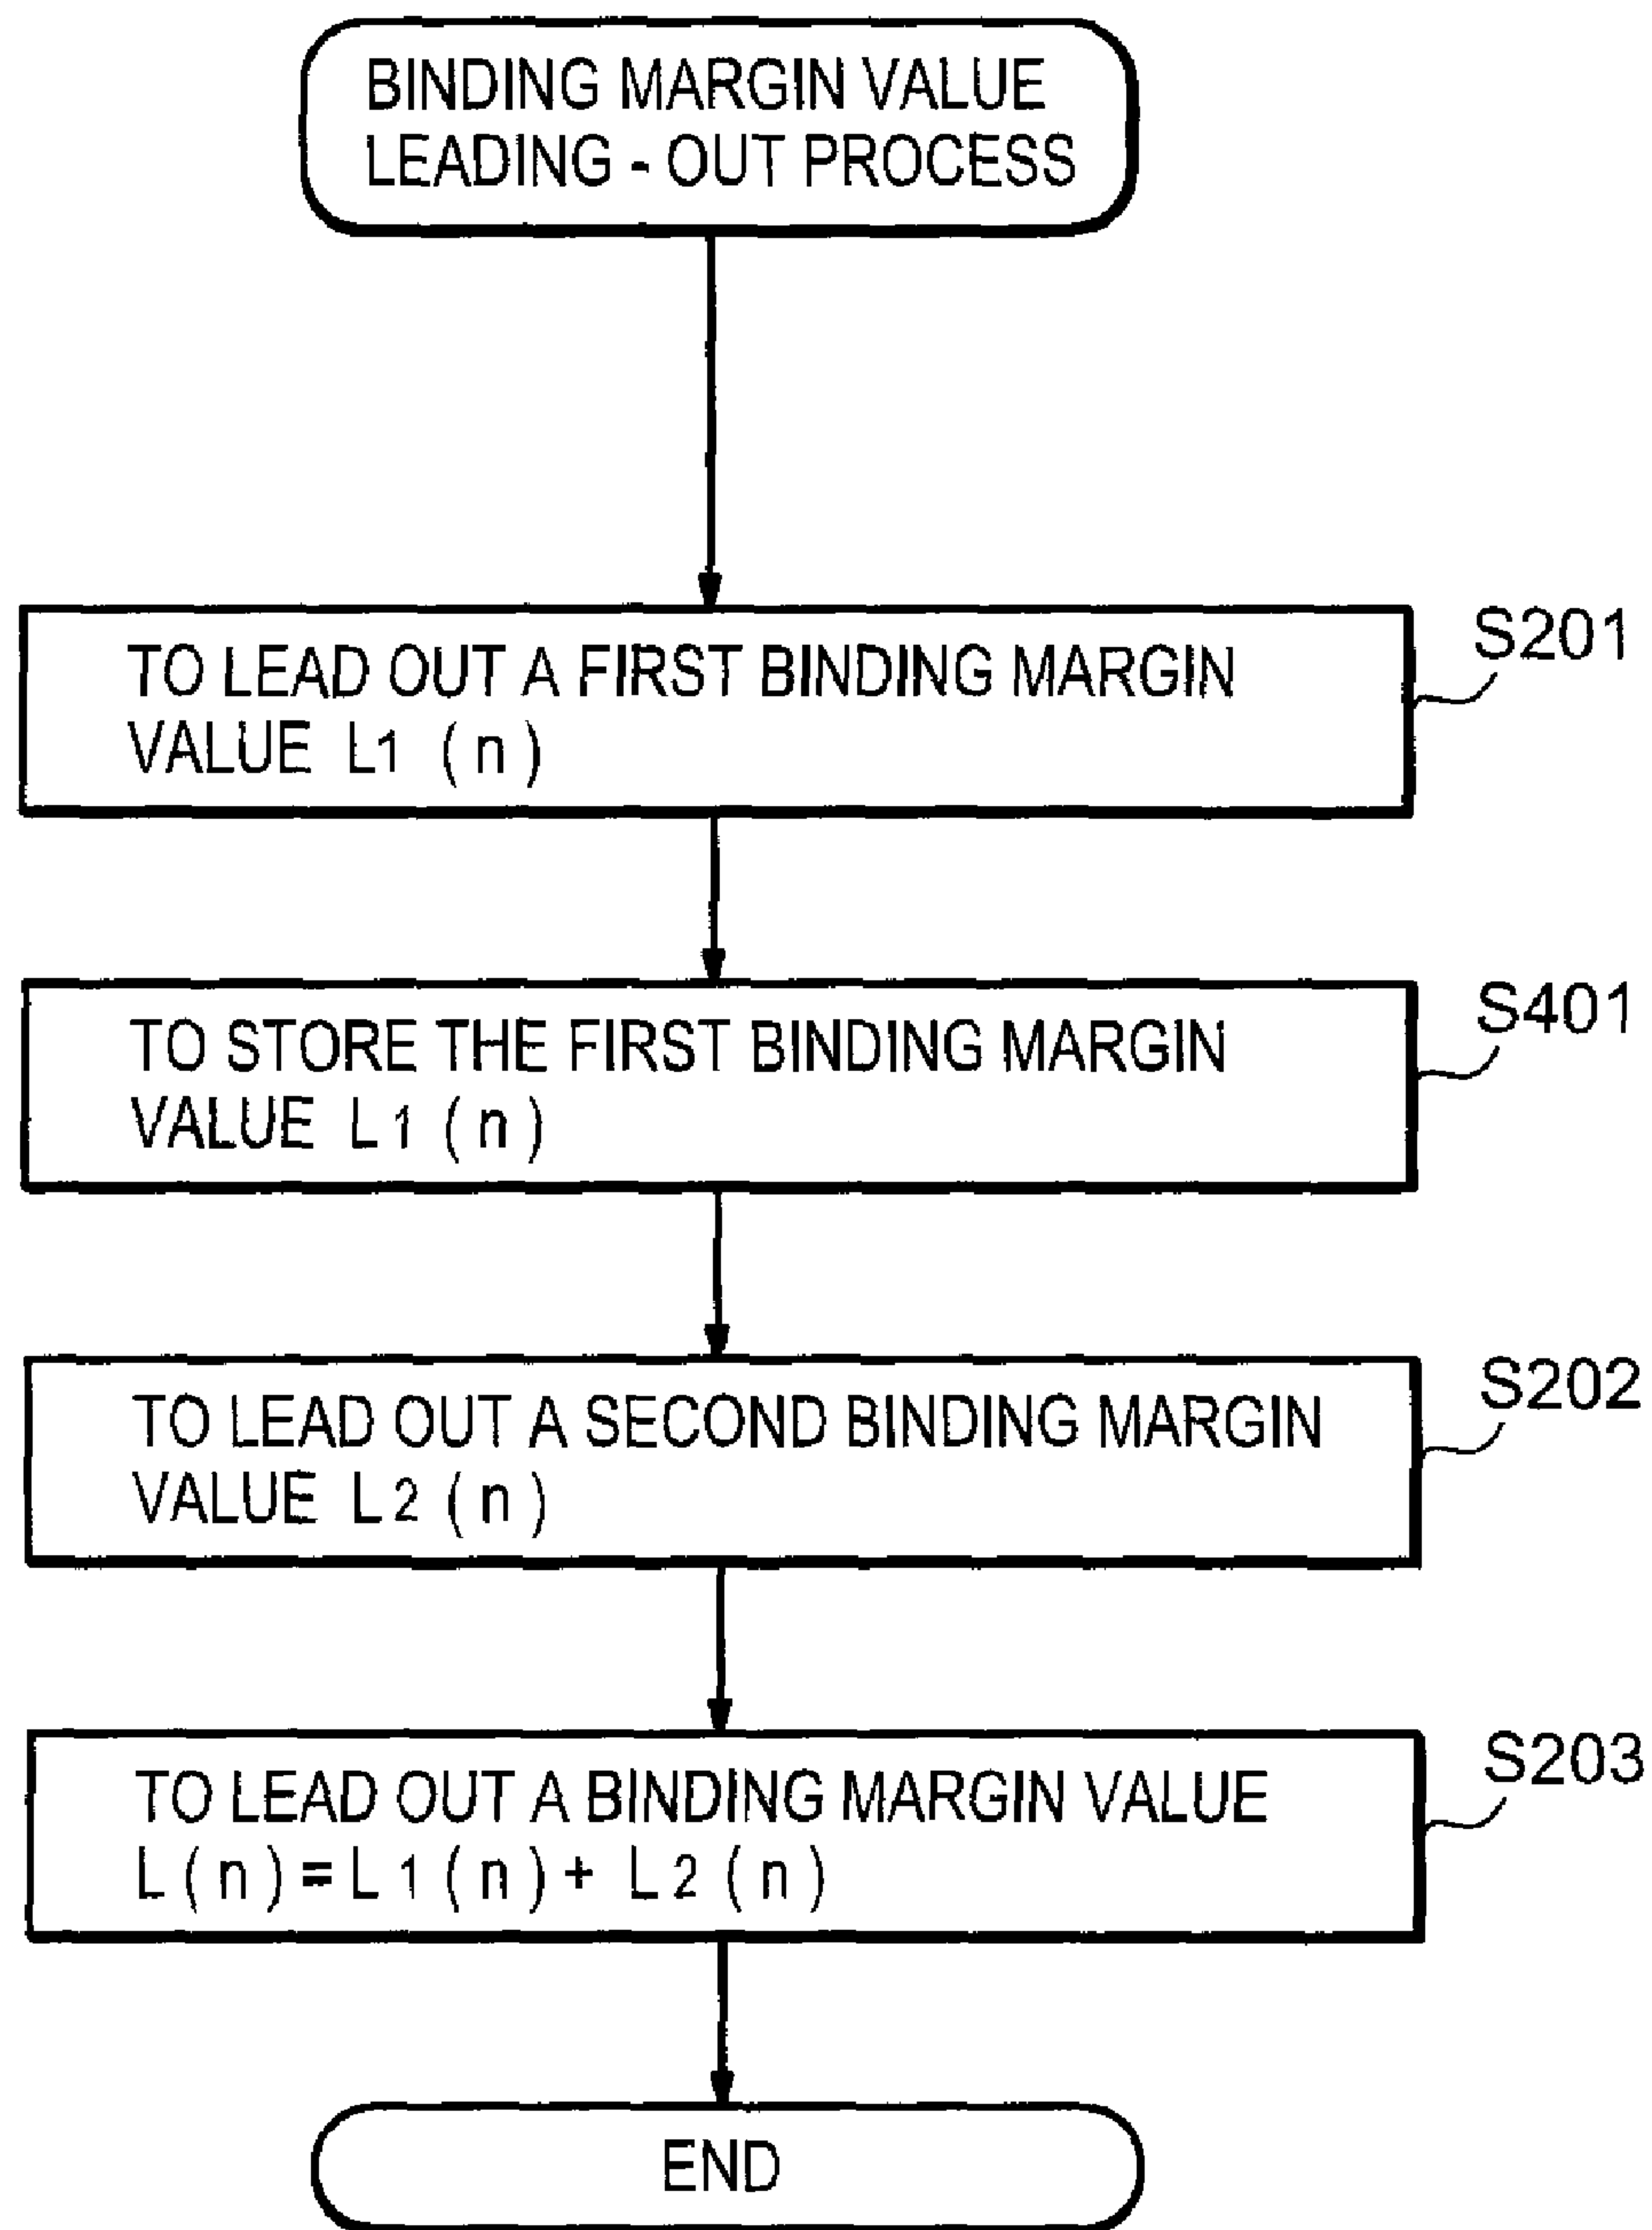 BINDING MARGIN VALUE
LEADING - OUT PROCESS
S201
TO LEAD OUT A FIRST BINDING MARGIN
VALUE L1 (n)
S401
TO STORE THE FIRST BINDING MARGIN
VALUE L1 (n)
S202
TO LEAD OUT A SECOND BINDING MARGIN
VALUE L2 (n)
S203
TO LEAD OUT A BINDING MARGIN VALUE
L(n)=L1(n)+ L2(n)
END